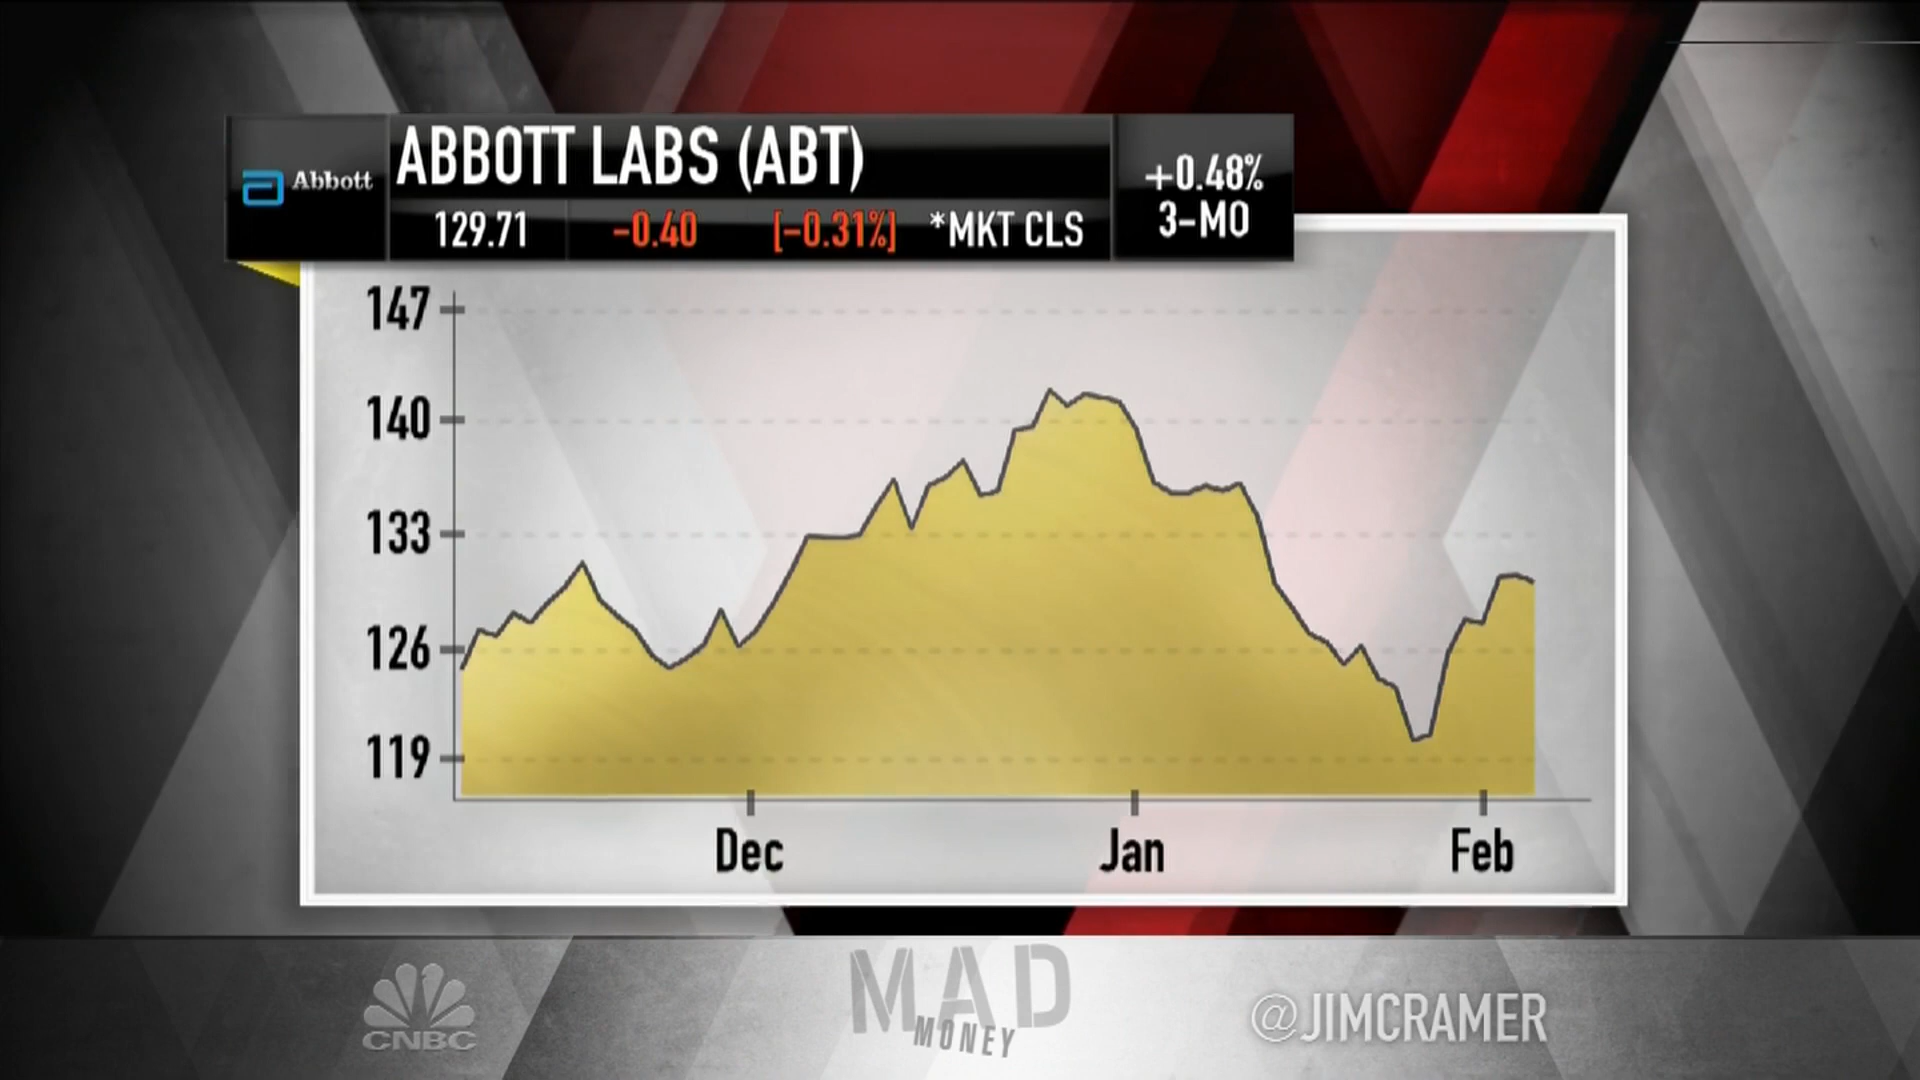 Abbott
ABBOTT LABS (ABT)
129.71 -0.40 [-0.31%] *MKT CLS
+0.48%
3-MO
147
140
133
126
119
Dec Jan Feb
CNBC
MAD
MONEY
@JIMCRAMER